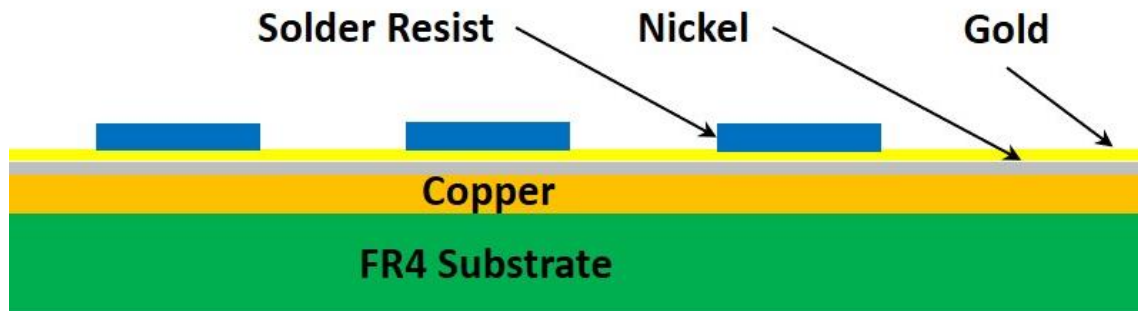 Solder Resist
Nickel
Gold
Copper
FR4 Substrate